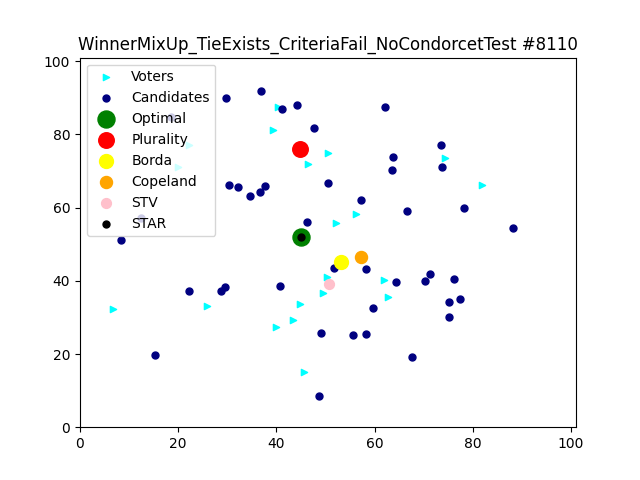 WinnerMixUp_TieExists_CriteriaFail_NoCondorcetTest #8110
100
80
60
40
20
0
0
20
40
60
80
100
Voters
Candidates
Optimal
Plurality
Borda
Copeland
STV
STAR